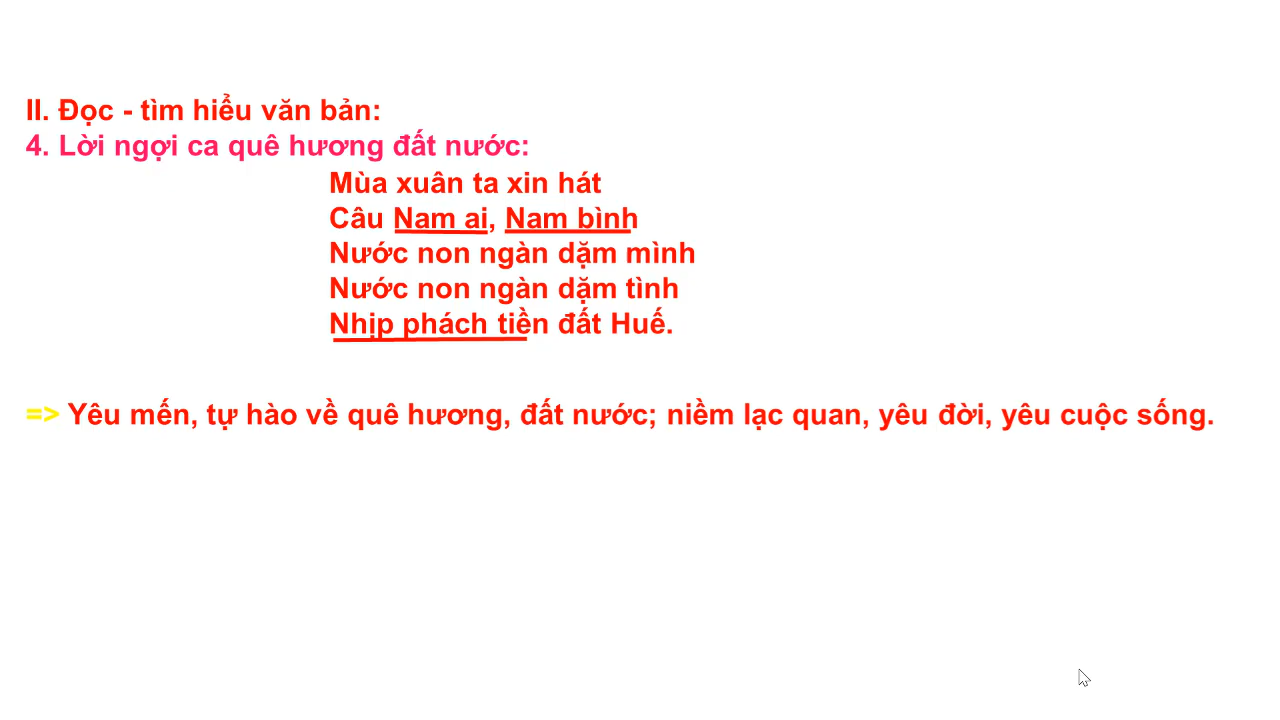 II. Đọc - tìm hiểu văn bản:
4. Lời ngợi ca quê hương đất nước:
Mùa xuân ta xin hát
Câu Nam ai, Nam bình
Nước non ngàn dặm mình
Nước non ngàn dặm tình
Nhịp phách tiền đất Huế.
=> Yêu mến, tự hào về quê hương, đất nước; niềm lạc quan, yêu đời, yêu cuộc sống.